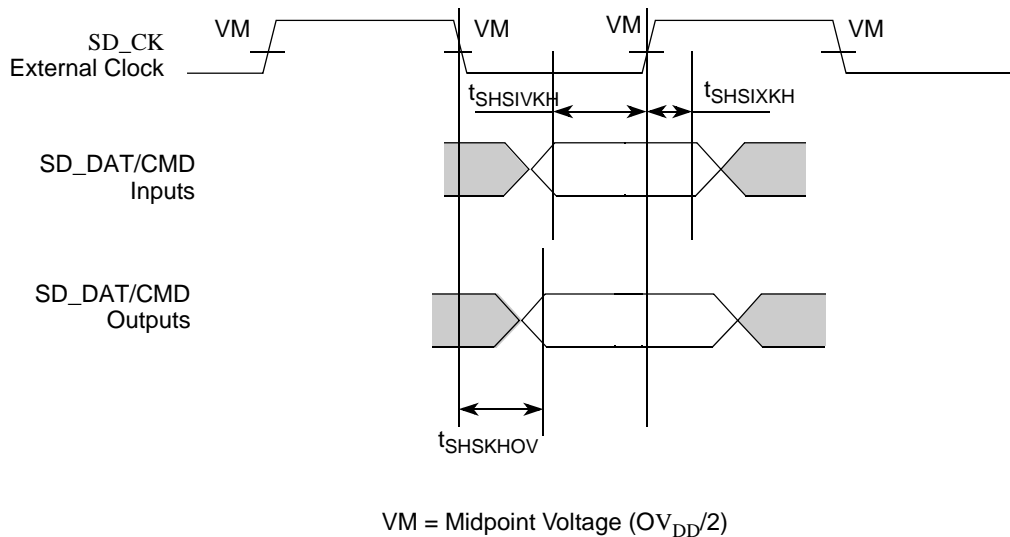 VM VM VM VM
SD_CK
External Clock
tSHSIVKH tSHSIXKH
SD_DAT/CMD
Inputs
SD_DAT/CMD
Outputs
tSHSKHOV
VM = Midpoint Voltage (OVDD/2)